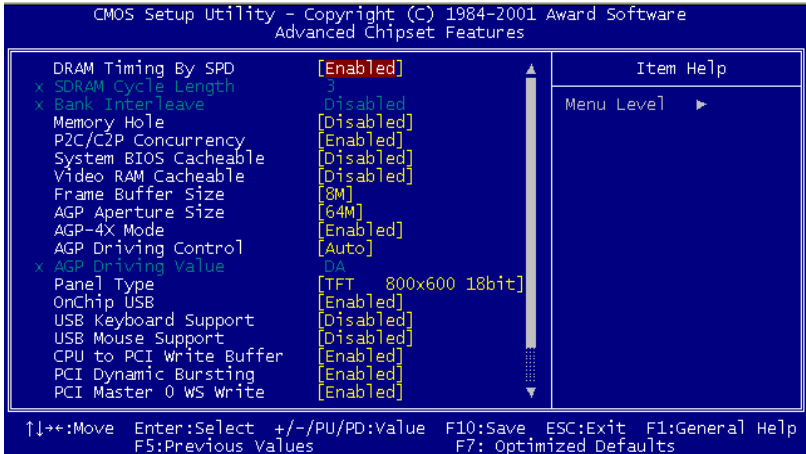 CMOS Setup Utility – Copyright (C) 1984-2001 Award Software
Advanced Chipset Features
DRAM Timing By SPD [Enabled]
x SDRAM Cycle Length 3
x Bank Interleave Disabled
Memory Hole [Disabled]
P2C/C2P Concurrency [Enabled]
System BIOS Cacheable [Disabled]
Video RAM Cacheable [Disabled]
Frame Buffer Size [8M]
AGP Aperture Size [64M]
AGP-4X Mode [Enabled]
AGP Driving Control [Auto]
x AGP Driving Value DA
Panel Type [TFT 800x600 18bit]
OnChip USB [Enabled]
USB Keyboard Support [Disabled]
USB Mouse Support [Disabled]
CPU to PCI Write Buffer [Enabled]
PCI Dynamic Bursting [Enabled]
PCI Master 0 WS Write [Enabled]
Item Help
Menu Level ►
↑↓→←:Move Enter:Select +/-/PU/PD:Value F10:Save ESC:Exit F1:General Help
F5:Previous Values F7: Optimized Defaults